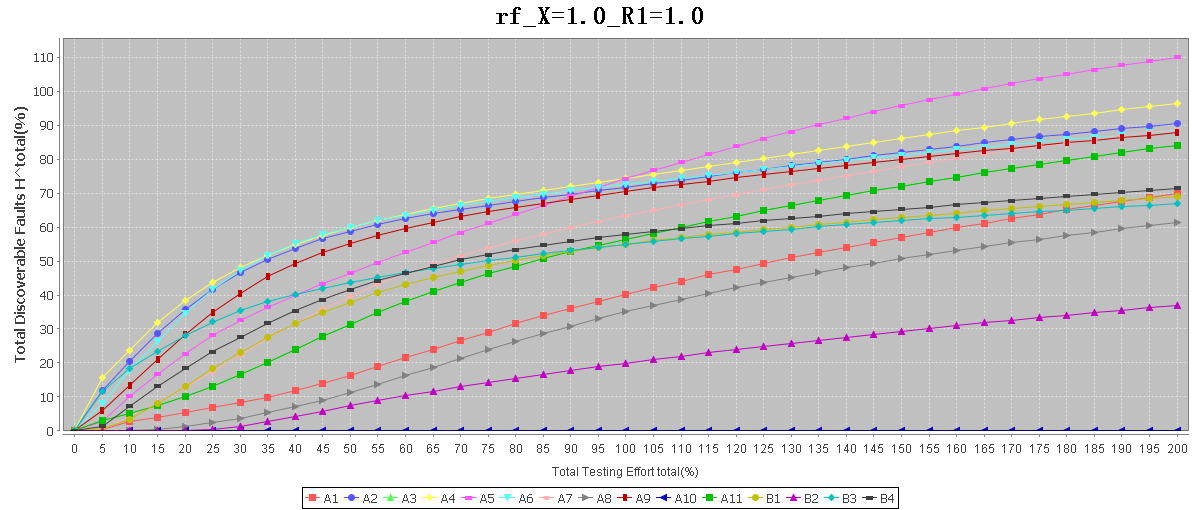 rf_X=1.0_R1=1.0
Total Discoverable Faults H^total(%)
110
100
90
80
70
60
50
40
30
20
10
0
0 5 10 15 20 25 30 35 40 45 50 55 60 65 70 75 80 85 90 95 100 105 110 115 120 125 130 135 140 145 150 155 160 165 170 175 180 185 190 195 200
Total Testing Effort total(%)
A1 A2 A3 A4 A5 A6 A7 A8 A9 A10 A11 B1 B2 B3 B4